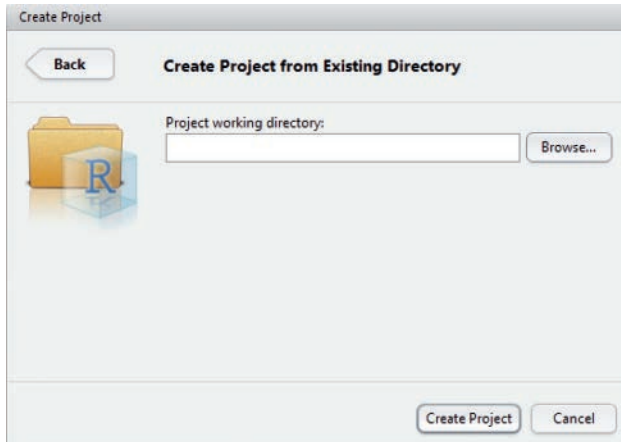 Create Project
Back
Create Project from Existing Directory
Project working directory:
Browse...
R
Create Project
Cancel